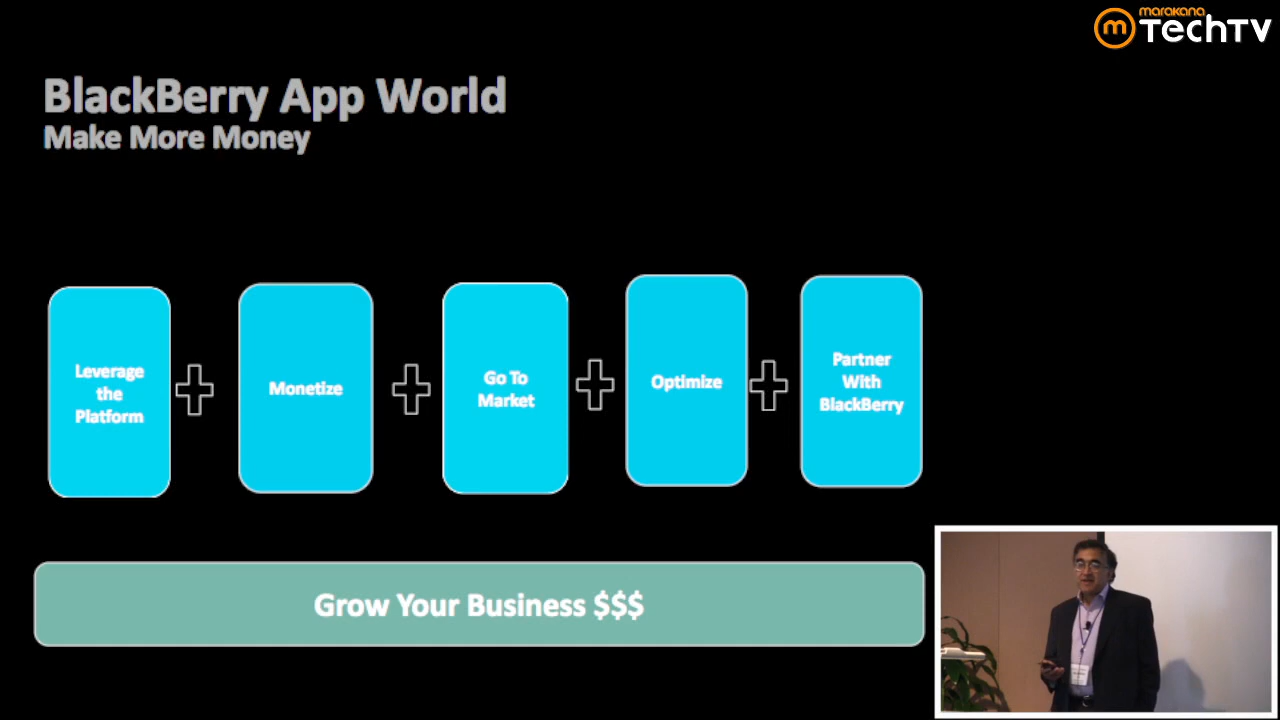 marakana
TechTV
BlackBerry App World
Make More Money
Leverage
the
Platform
Monetize
Go To
Market
Optimize
Partner
With
BlackBerry
Grow Your Business $$$